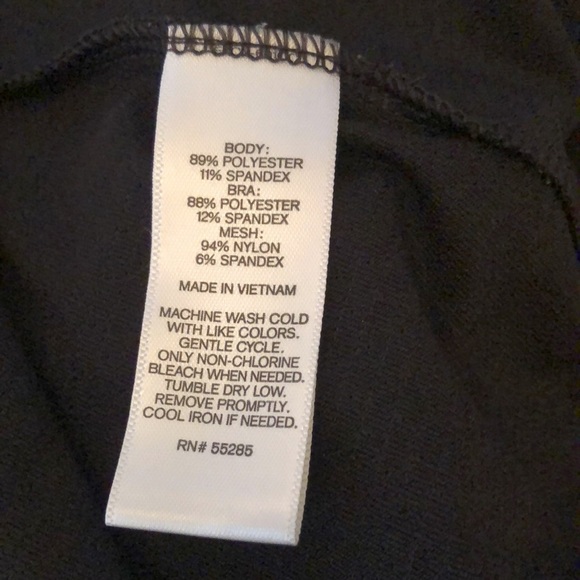 BODY:
89% POLYESTER
11% SPANDEX
BRA:
88% POLYESTER
12% SPANDEX
MESH:
94% NYLON
6% SPANDEX
MADE IN VIETNAM
MACHINE WASH COLD
WITH LIKE COLORS.
GENTLE CYCLE.
ONLY NON-CHLORINE
BLEACH WHEN NEEDED.
TUMBLE DRY LOW.
REMOVE PROMPTLY.
COOL IRON IF NEEDED.
RN# 55285